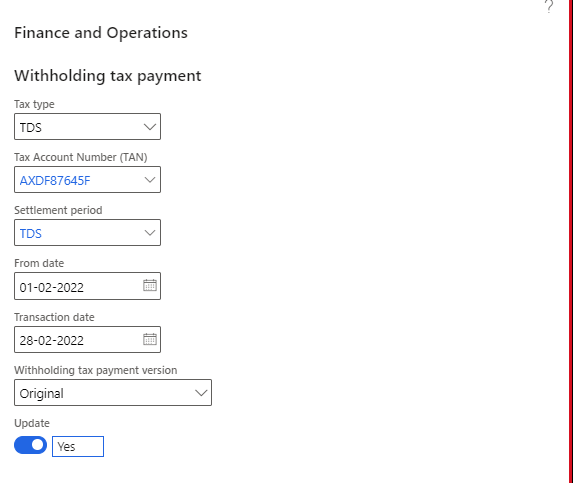 ?
Finance and Operations
Withholding tax payment
Tax type
TDS
Tax Account Number (TAN)
AXDF87645F
Settlement period
TDS
From date
01-02-2022
Transaction date
28-02-2022
Withholding tax payment version
Original
Update
Yes